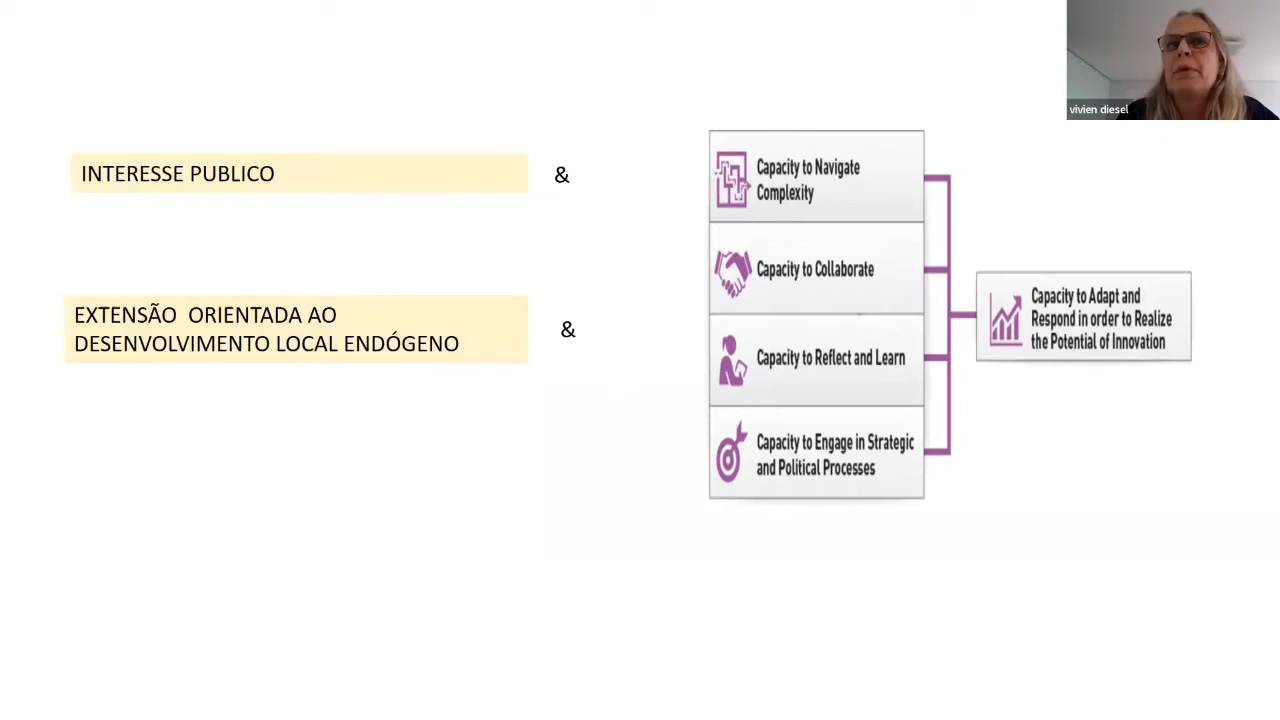 vivien diesel
INTERESSE PUBLICO
&
EXTENSÃO ORIENTADA AO
DESENVOLVIMENTO LOCAL ENDÓGENO
&
Capacity to Navigate
Complexity
Capacity to Collaborate
Capacity to Reflect and Learn
Capacity to Engage in Strategic
and Political Processes
Capacity to Adapt and
Respond in order to Realize
the Potential of Innovation